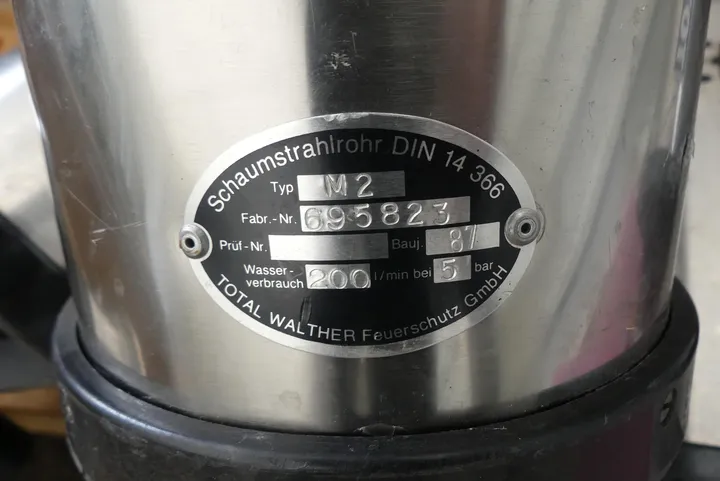 Schaumstrahlrohr DIN 14 366
Typ M 2
Fabr.-Nr. 695823
Prüf-Nr. Bauj. 87
Wasser-
verbrauch 200 l/min bei 5 bar
TOTAL WALTHER Feuerschutz GmbH